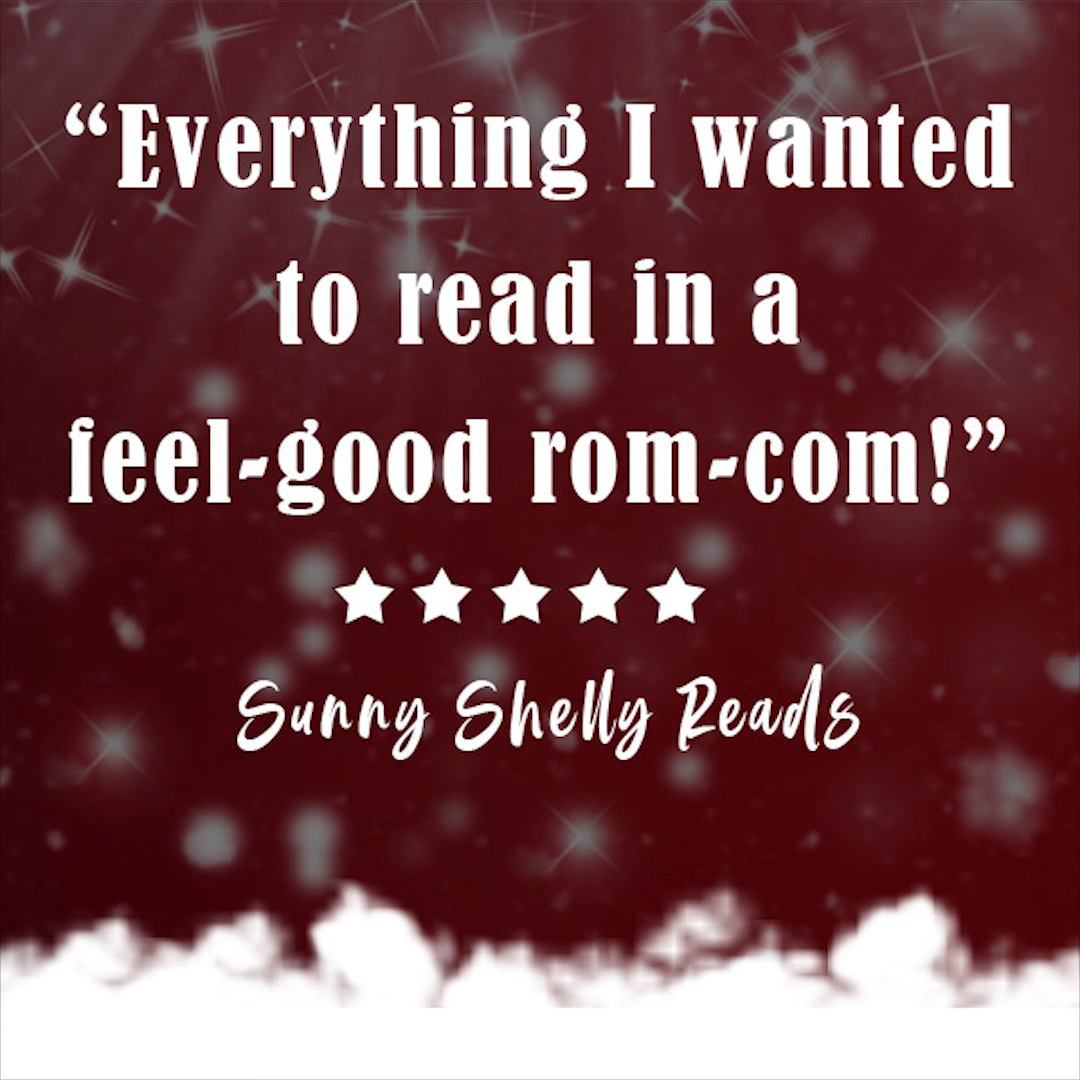 “Everything I wanted
to read in a
feel-good rom-com!”
Sunny Shelly Reads